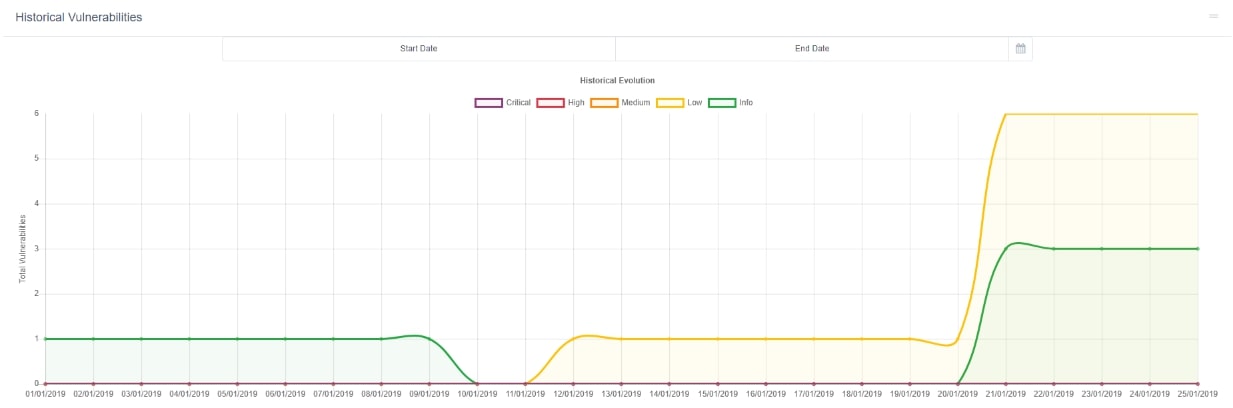 Historical Vulnerabilities
Start Date End Date
Historical Evolution
Critical High Medium Low Info
6
5
4
3
2
1
0
Total Vulnerabilities
01/01/2019 02/01/2019 03/01/2019 04/01/2019 05/01/2019 06/01/2019 07/01/2019 08/01/2019 09/01/2019 10/01/2019 11/01/2019 12/01/2019 13/01/2019 14/01/2019 15/01/2019 16/01/2019 17/01/2019 18/01/2019 19/01/2019 20/01/2019 21/01/2019 22/01/2019 23/01/2019 24/01/2019 25/01/2019